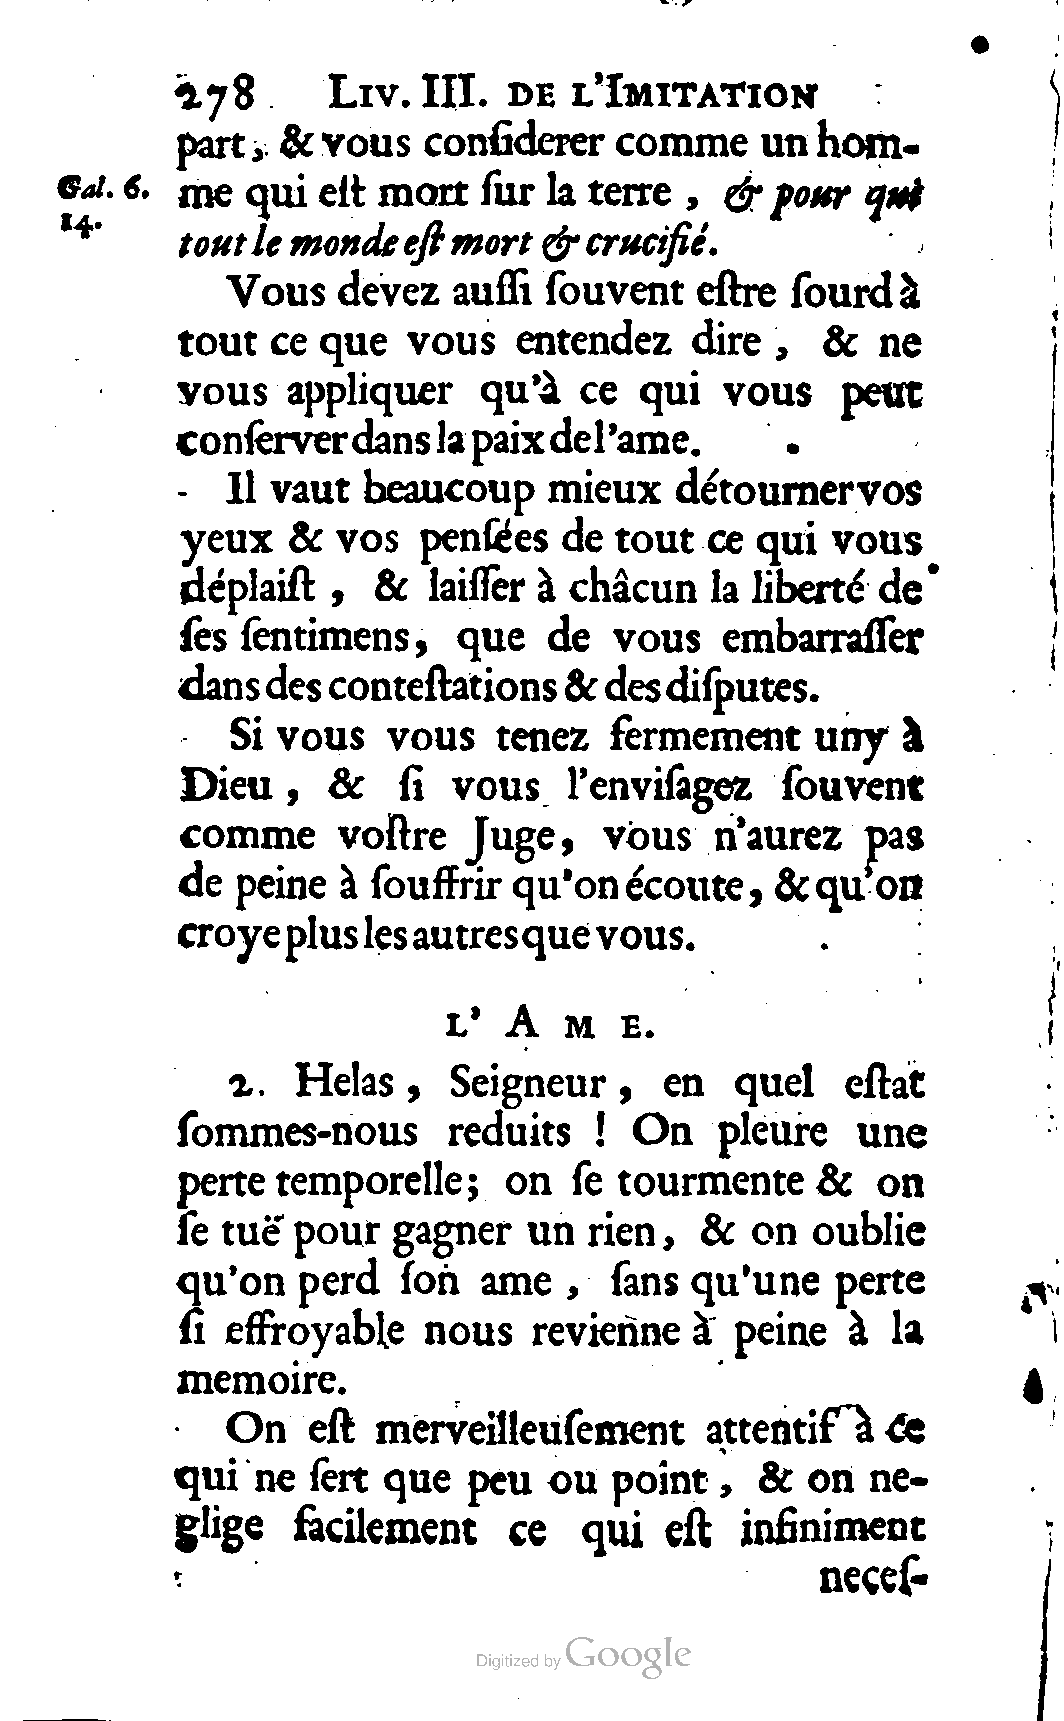 278 LIV. III. DE L'IMITATION
part, & vous conſiderer comme un hom-
Gal. 6. me qui eſt mort ſur la terre , & pour qui
14.
tout le monde eſt mort & crucifié.
Vous devez auſſi ſouvent eſtre ſourd à
tout ce que vous entendez dire , & ne
vous appliquer qu'à ce qui vous peut
conſerver dans la paix de l'ame.
Il vaut beaucoup mieux détourner vos
yeux & vos penſées de tout ce qui vous
déplaiſt , & laiſſer à châcun la liberté de
ſes ſentimens, que de vous embarraſſer
dans des conteſtations & des diſputes.
Si vous vous tenez fermement uny à
Dieu , & ſi vous l'enviſagez ſouvent
comme voſtre Juge, vous n'aurez pas
de peine à ſouffrir qu'on écoute, & qu'on
croye plus les autres que vous.
L' A M E.
2. Helas , Seigneur , en quel eſtat
ſommes-nous reduits ! On pleure une
perte temporelle; on ſe tourmente & on
ſe tuë pour gagner un rien, & on oublie
qu'on perd ſon ame , ſans qu'une perte
ſi effroyable nous revienne à peine à la
memoire.
On eſt merveilleuſement attentif à ce
qui ne ſert que peu ou point , & on ne-
glige facilement ce qui eſt infiniment
neceſ-
Digitized by Google